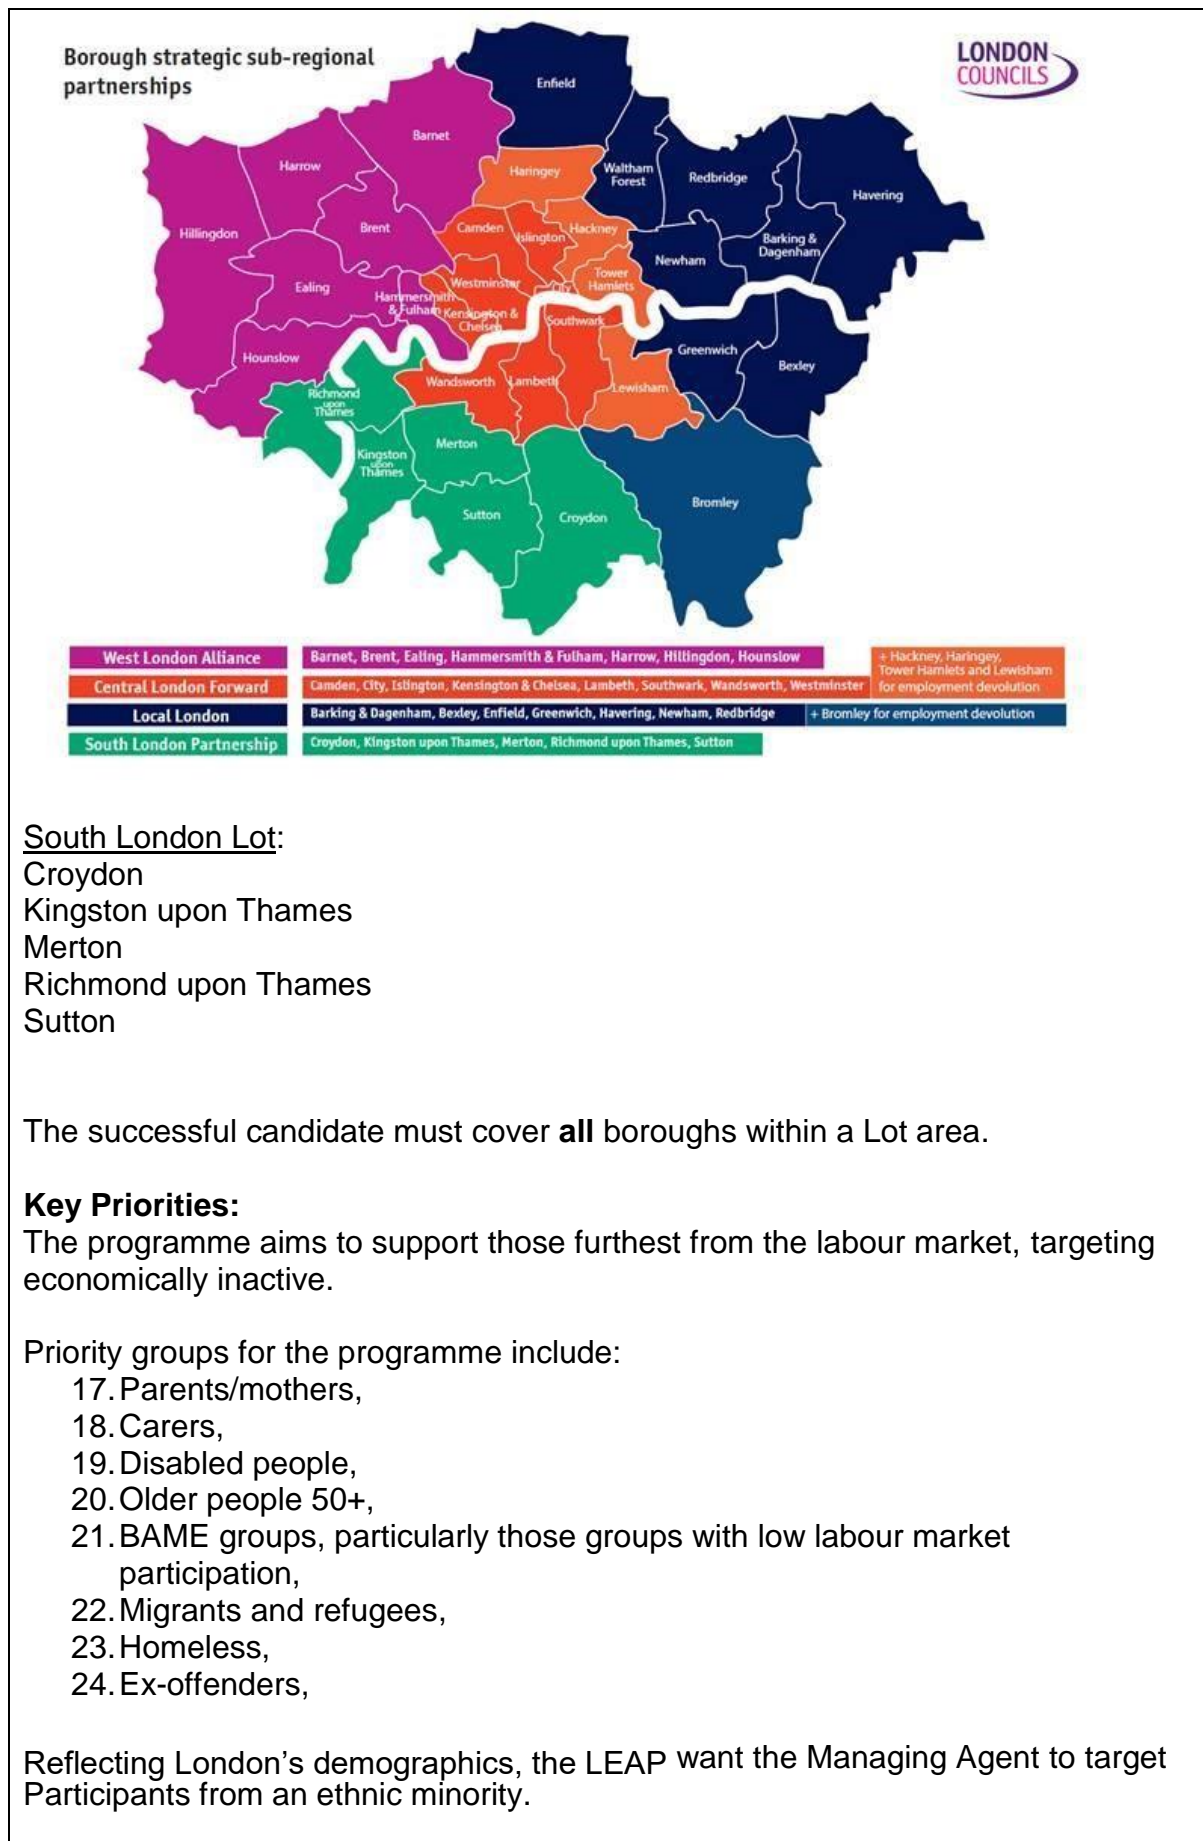 Borough strategic sub-regional
partnerships
LONDON
COUNCILS
Enfield
Barnet
Harrow
Haringey
Waltham
Forest
Redbridge
Havering
Hillingdon
Brent
Camden
Islington
Hackney
Barking &
Dagenham
Newham
Ealing
Westminster
Tower
Hamlets
City
Hammersmith
& Fulham
Kensington &
Chelsea
Southwark
Hounslow
Greenwich
Bexley
Richmond
upon
Thames
Wandsworth
Lambeth
Lewisham
Kingston
upon
Thames
Merton
Sutton
Croydon
Bromley
West London Alliance
Barnet, Brent, Ealing, Hammersmith & Fulham, Harrow, Hillingdon, Hounslow
+ Hackney, Haringey,
Tower Hamlets and Lewisham
for employment devolution
Central London Forward
Camden, City, Islington, Kensington & Chelsea, Lambeth, Southwark, Wandsworth, Westminster
Local London
Barking & Dagenham, Bexley, Enfield, Greenwich, Havering, Newham, Redbridge
+ Bromley for employment devolution
South London Partnership
Croydon, Kingston upon Thames, Merton, Richmond upon Thames, Sutton
South London Lot:
Croydon
Kingston upon Thames
Merton
Richmond upon Thames
Sutton
The successful candidate must cover all boroughs within a Lot area.
Key Priorities:
The programme aims to support those furthest from the labour market, targeting
economically inactive.
Priority groups for the programme include:
17. Parents/mothers,
18. Carers,
19. Disabled people,
20. Older people 50+,
21. BAME groups, particularly those groups with low labour market
participation,
22. Migrants and refugees,
23. Homeless,
24. Ex-offenders,
Reflecting London's demographics, the LEAP want the Managing Agent to target
Participants from an ethnic minority.